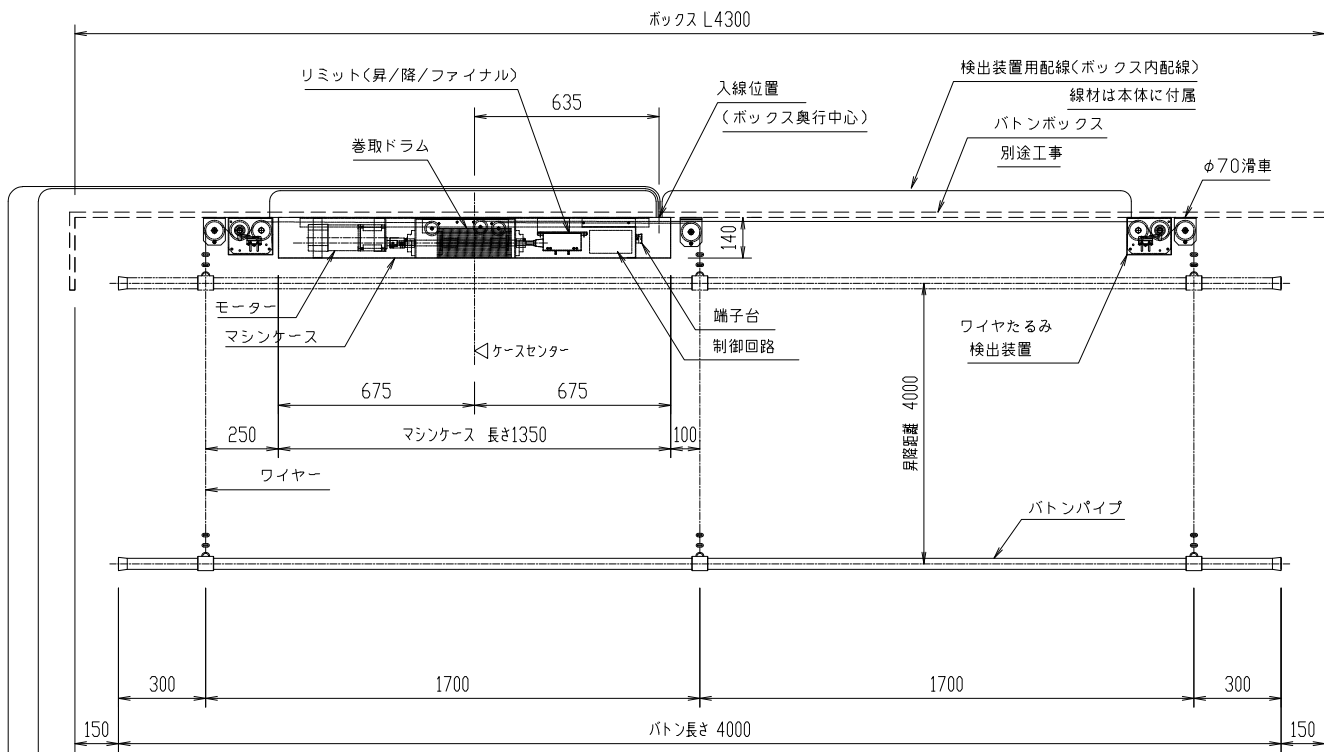 ボックス L4300
リミット(昇/降/ファイナル)
635
入線位置
(ボックス奥行中心)
検出装置用配線(ボックス内配線)
線材は本体に付属
バトンボックス
別途工事
φ70滑車
巻取ドラム
140
モーター
マシンケース
端子台
制御回路
ケースセンター
ワイヤたるみ
検出装置
675
675
250
マシンケース 長さ1350
100
昇降距離 4000
ワイヤー
バトンパイプ
300
1700
1700
300
150
バトン長さ 4000
150